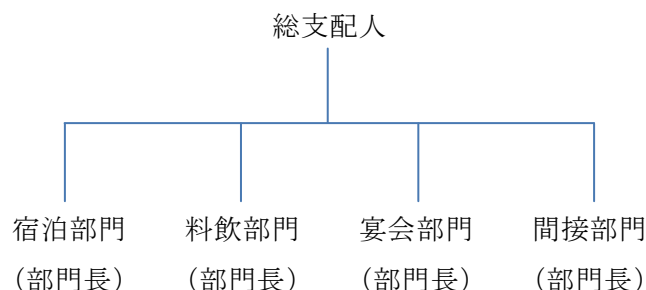 総支配人
宿泊部門 料飲部門 宴会部門 間接部門
（部門長） （部門長） （部門長） （部門長）